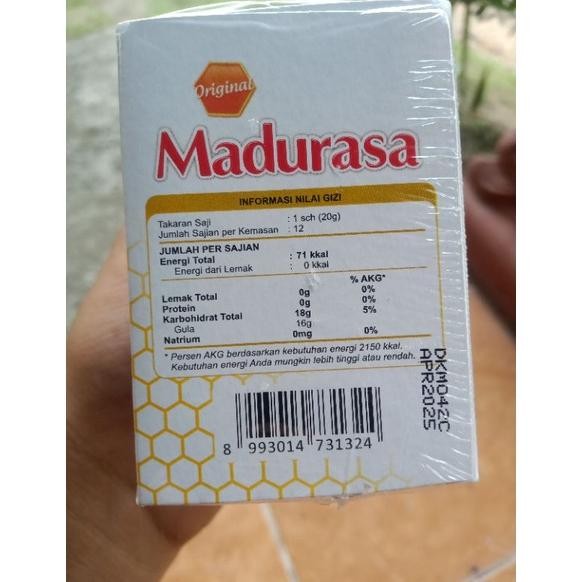 Original
Madurasa
INFORMASI NILAI GIZI
Takaran Saji : 1 sch (20g)
Jumlah Sajian per Kemasan : 12
JUMLAH PER SAJIAN
Energi Total : 71 kkal
Energi dari Lemak : 0 kkal
% AKG*
Lemak Total 0g 0%
Protein 0g 0%
Karbohidrat Total 18g 5%
Gula 16g
Natrium 0mg 0%
* Persen AKG berdasarkan kebutuhan energi 2150 kkal.
Kebutuhan energi Anda mungkin lebih tinggi atau rendah.
DKM042C
APR2025
8 993014 731324